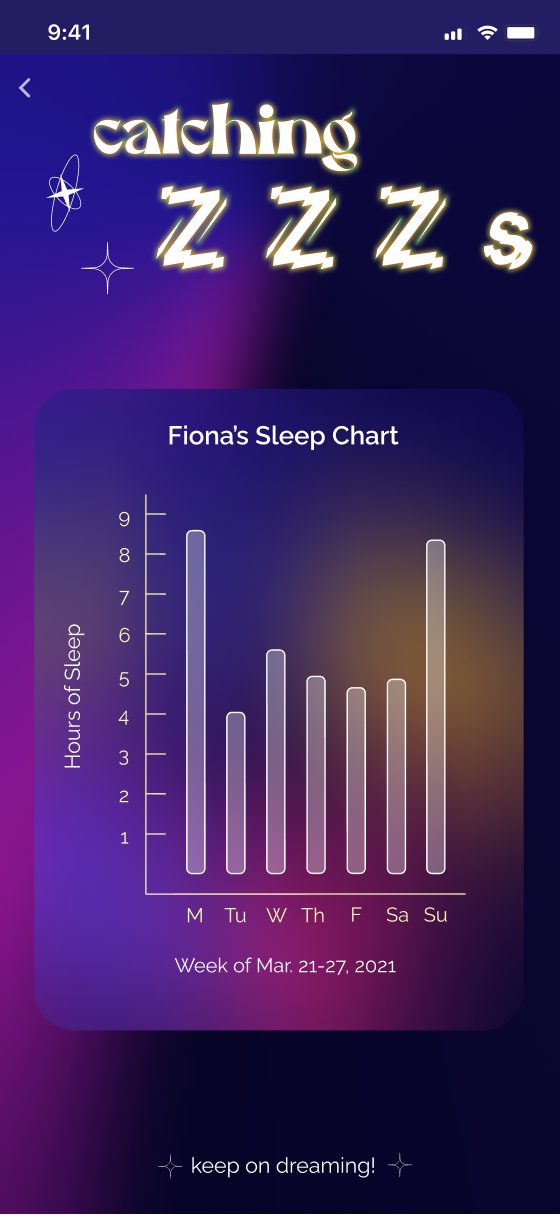 9:41
catching
Z Z Z s
Fiona's Sleep Chart
Hours of Sleep
9
8
7
6
5
4
3
2
1
M Tu W Th F Sa Su
Week of Mar. 21-27, 2021
keep on dreaming!